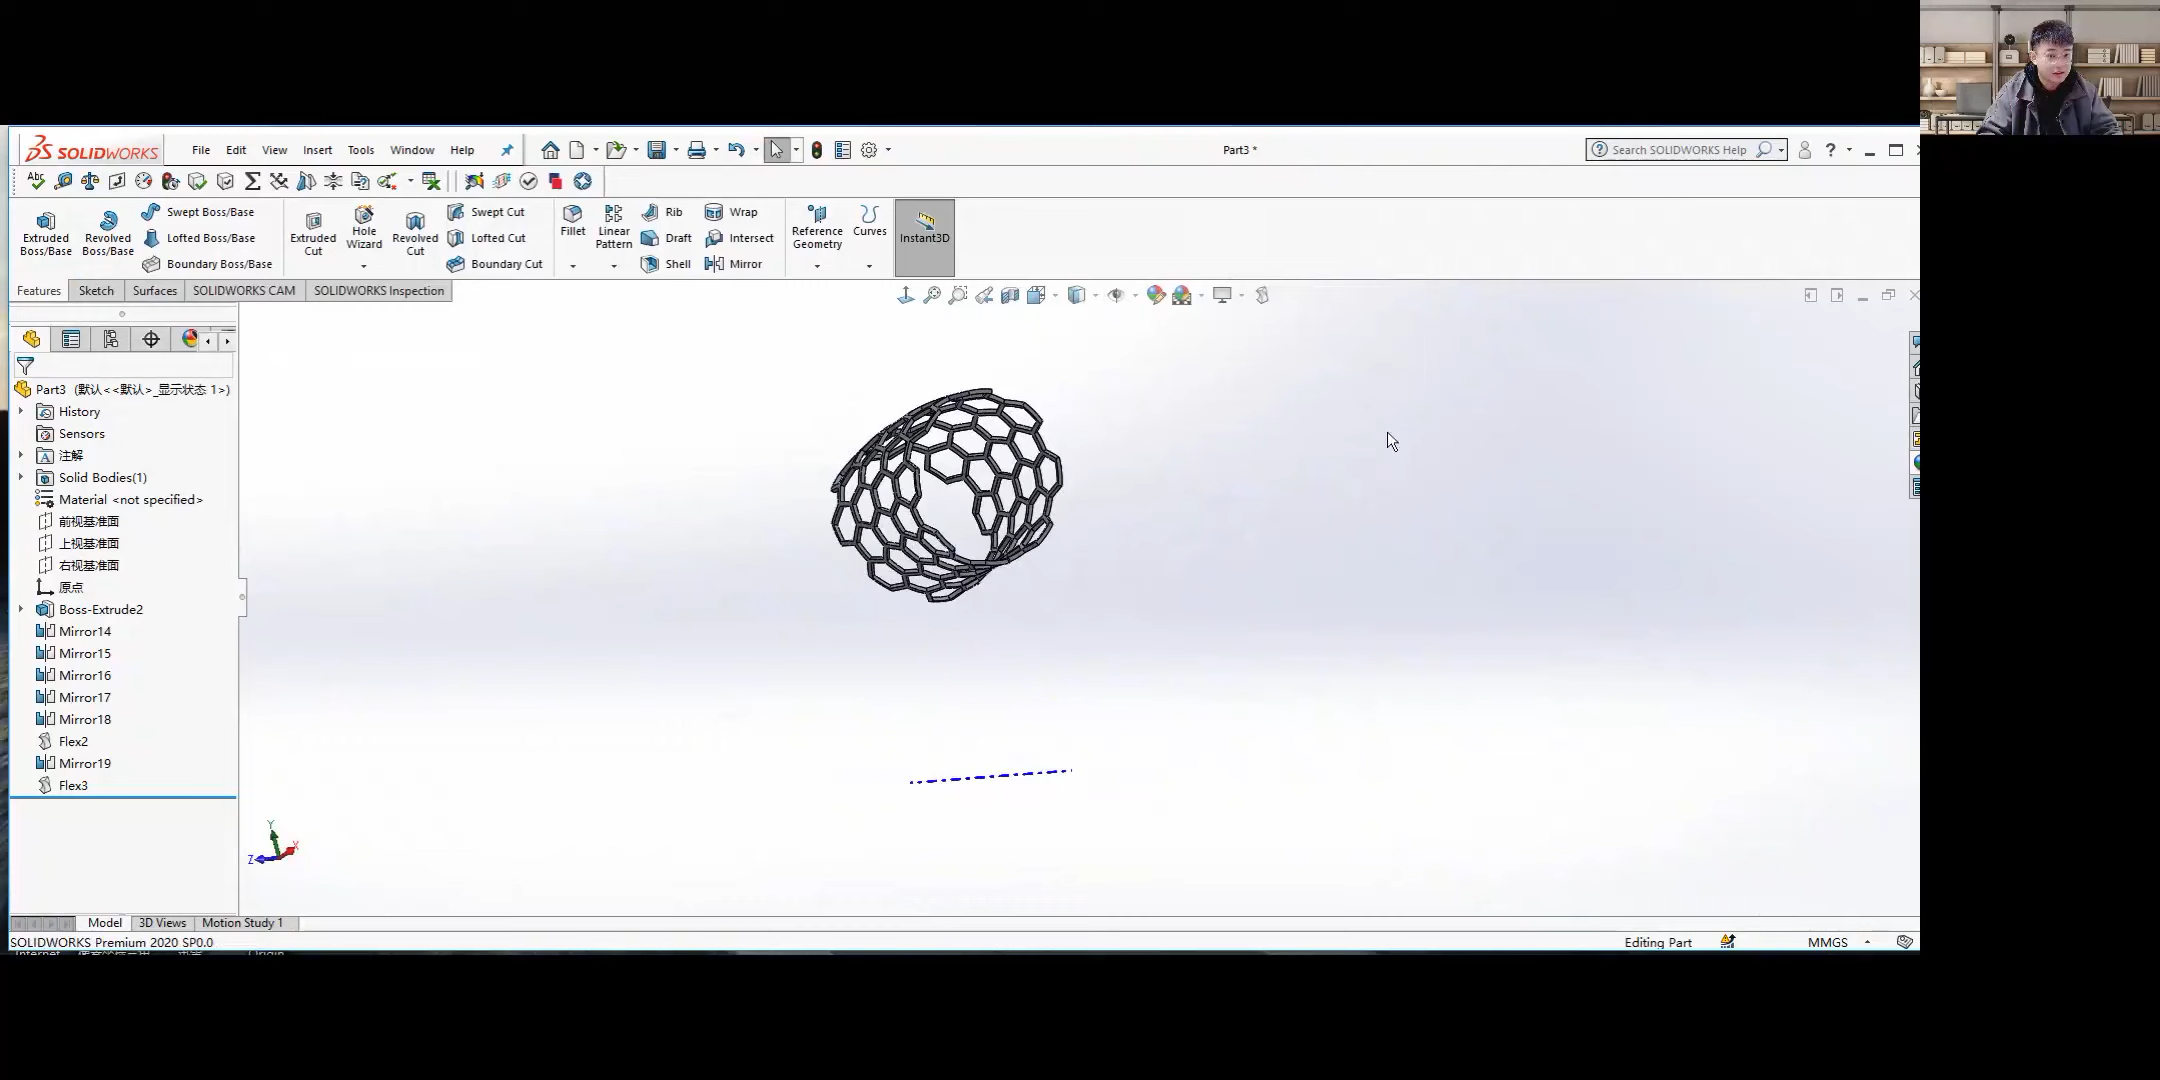 SOLIDWORKS File Edit View Insert Tools Window Help Part3 * Search SOLIDWORKS Help ?
Swept Boss/Base Swept Cut Rib Wrap
Extruded Boss/Base Revolved Boss/Base Lofted Boss/Base Extruded Cut Hole Wizard Revolved Cut Lofted Cut Fillet Linear Pattern Draft Intersect Reference Geometry Curves Instant3D
Boundary Boss/Base Boundary Cut Shell Mirror
Features Sketch Surfaces SOLIDWORKS CAM SOLIDWORKS Inspection
Part3 (默认<<默认>_显示状态 1>)
History
Sensors
注解
Solid Bodies(1)
Material <not specified>
前视基准面
上视基准面
右视基准面
原点
Boss-Extrude2
Mirror14
Mirror15
Mirror16
Mirror17
Mirror18
Flex2
Mirror19
Flex3
Y
X
Z
Model 3D Views Motion Study 1
SOLIDWORKS Premium 2020 SP0.0 Editing Part MMGS